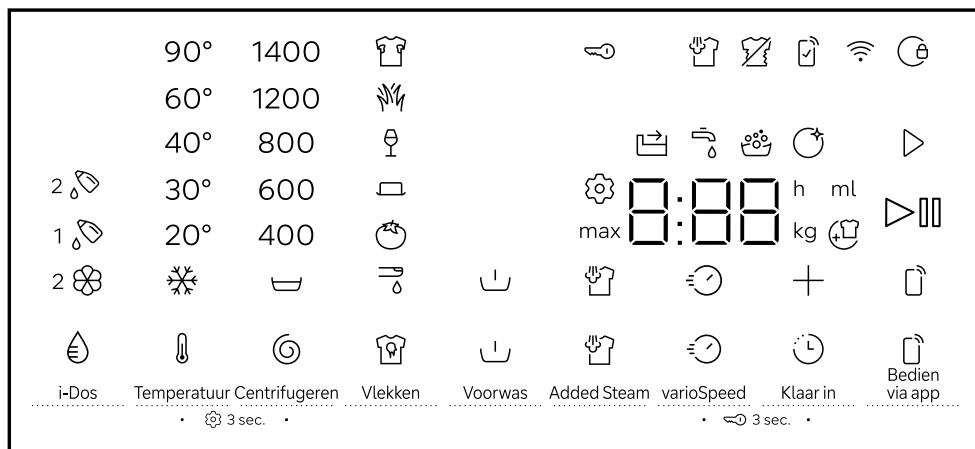 90° 1400
60° 1200
40° 800
2 30° 600 h ml
1 20° 400 max 8:88 kg
2
i-Dos Temperatuur Centrifugeren Vlekken Voorwas Added Steam varioSpeed Klaar in Bedien via app
3 sec. 3 sec.